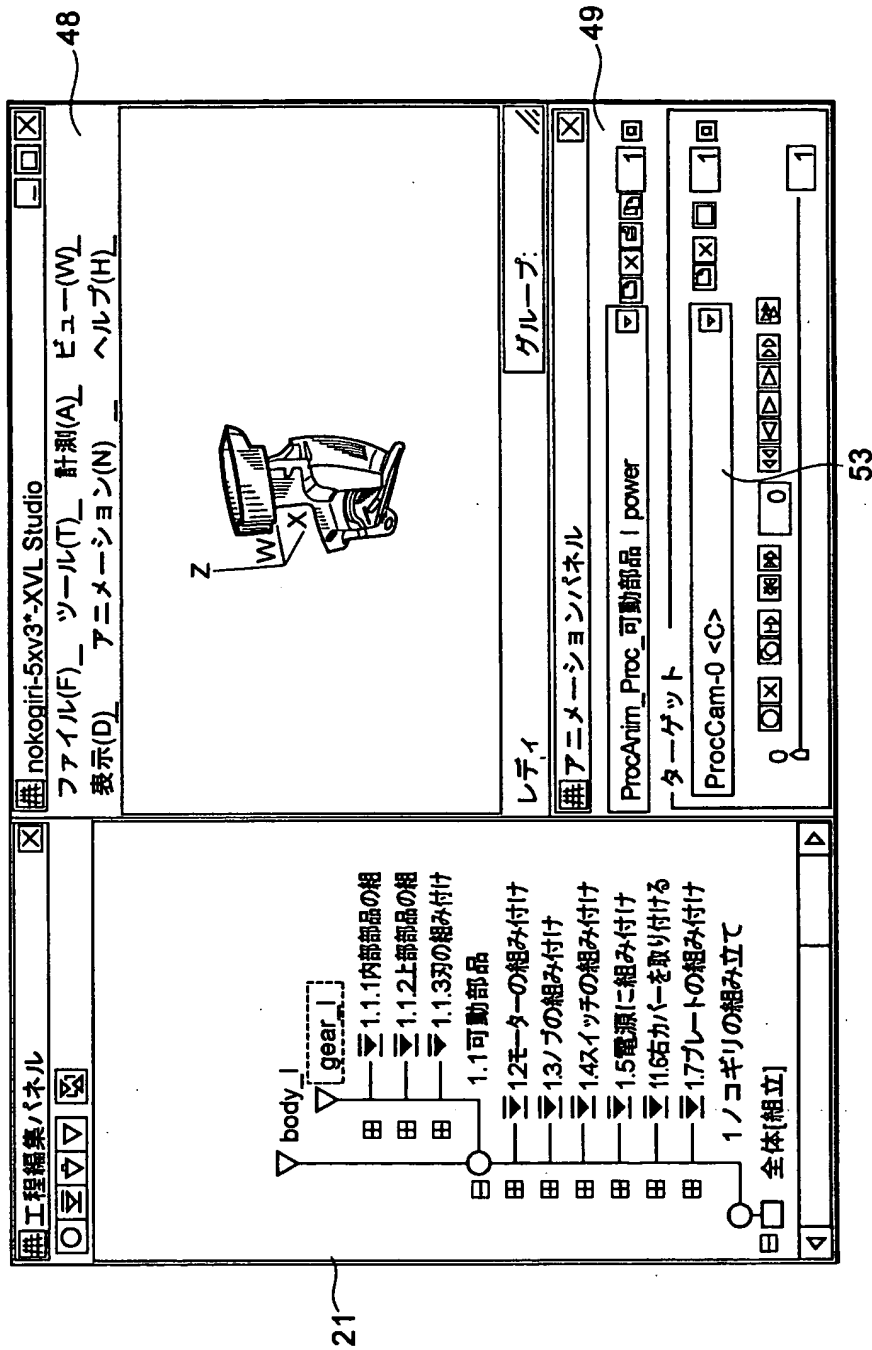 工程編集パネル
body_l
gear_l
1.1.1内部部品の組
1.1.2上部部品の組
1.1.3刃の組み付け
1.1可動部品
1.2モーターの組み付け
1.3ノブの組み付け
1.4スイッチの組み付け
1.5電源に組み付け
11.6右カバーを取り付ける
1.7プレートの組み付け
1ノコギリの組み立て
全体[組立]
21
nokogiri-5xv3*-XVL Studio
ファイル(F)_ ツール(T)_ 計測(A)_ ビュー(W)_
表示(D)_ アニメーション(N)_ ヘルプ(H)_
48
Z
W
X
レディ
グループ:
アニメーションパネル
49
ProcAnim_Proc_可動部品 l power
1
ターゲット
ProcCam-0 <C>
1
0
0
1
53